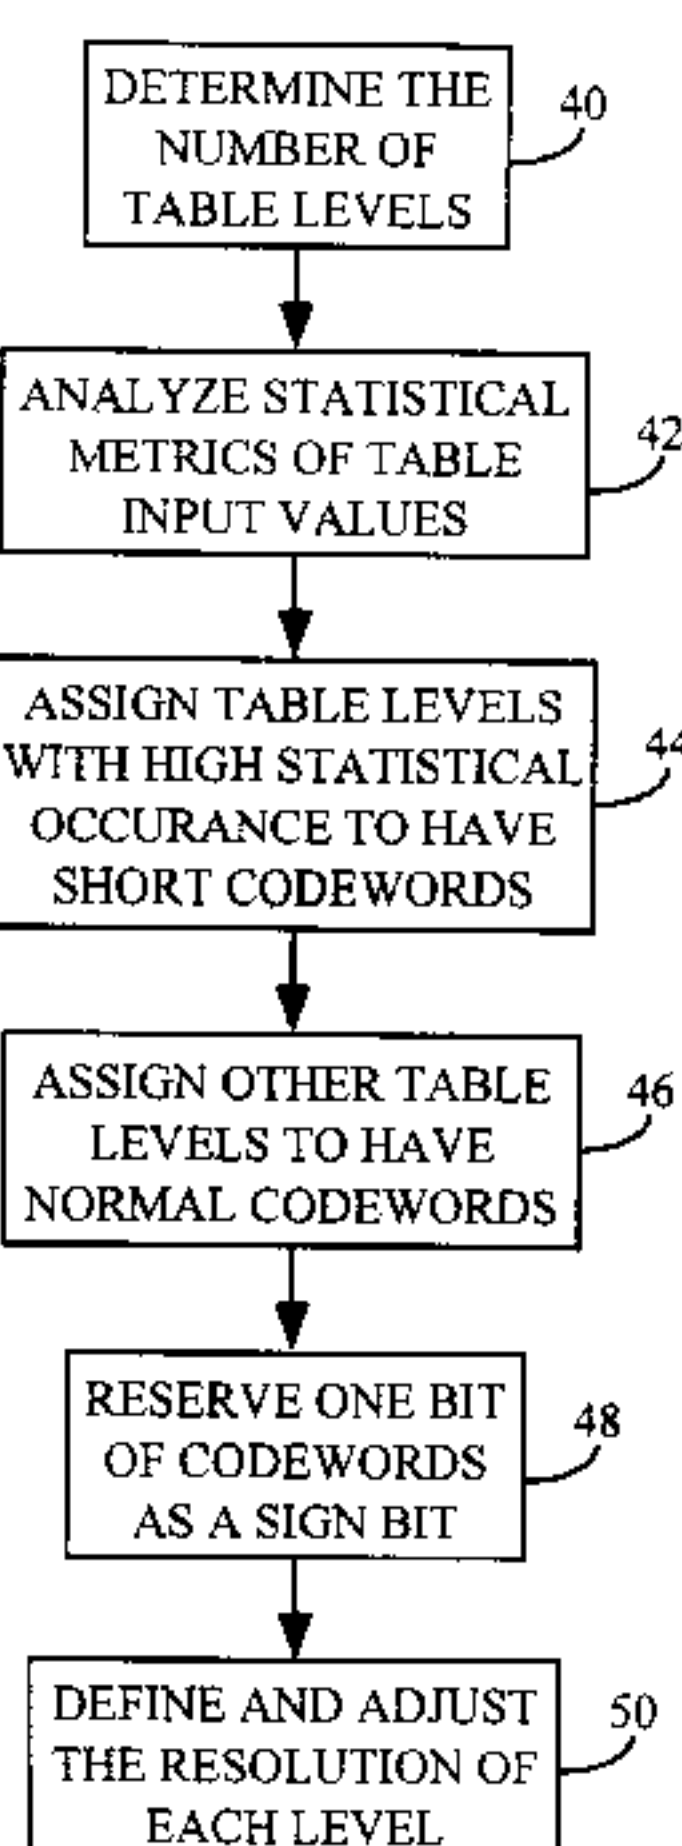 DETERMINE THE
NUMBER OF
TABLE LEVELS
40
ANALYZE STATISTICAL
METRICS OF TABLE
INPUT VALUES
42
ASSIGN TABLE LEVELS
WITH HIGH STATISTICAL
OCCURANCE TO HAVE
SHORT CODEWORDS
44
ASSIGN OTHER TABLE
LEVELS TO HAVE
NORMAL CODEWORDS
46
RESERVE ONE BIT
OF CODEWORDS
AS A SIGN BIT
48
DEFINE AND ADJUST
THE RESOLUTION OF
EACH LEVEL
50